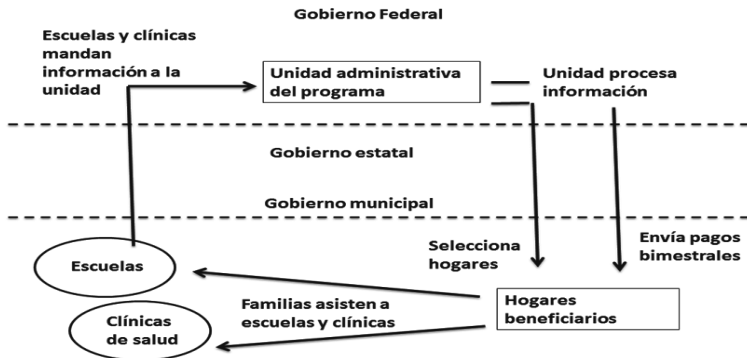 Gobierno Federal
Escuelas y clínicas
mandan
información a la
unidad
Unidad administrativa
del programa
Unidad procesa
información
Gobierno estatal
Gobierno municipal
Selecciona
hogares
Envía pagos
bimestrales
Escuelas
Familias asisten a
escuelas y clínicas
Hogares
beneficiarios
Clínicas
de salud